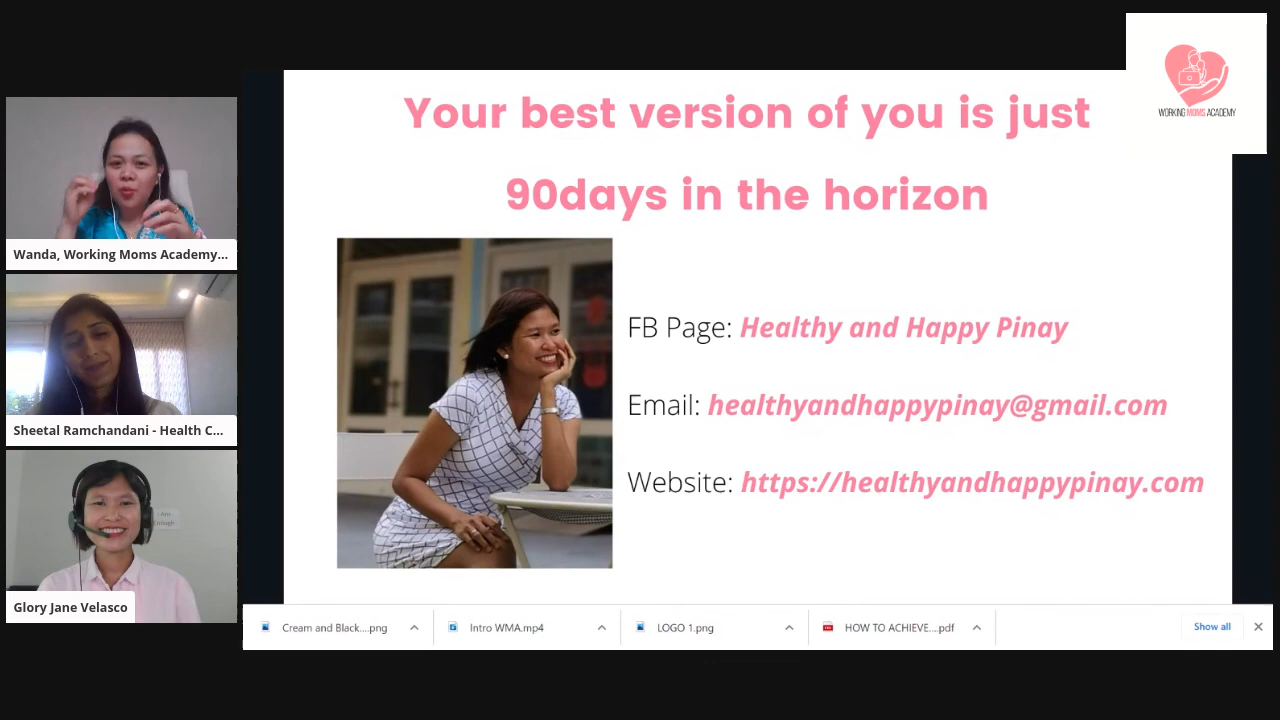 WORKING MOMS ACADEMY
Your best version of you is just
90days in the horizon
Wanda, Working Moms Academy...
Sheetal Ramchandani - Health C...
I Am
Enough
Glory Jane Velasco
FB Page: Healthy and Happy Pinay
Email: healthyandhappypinay@gmail.com
Website: https://healthyandhappypinay.com
Cream and Black....png
Intro WMA.mp4
LOGO 1.png
HOW TO ACHIEVE....pdf
Show all